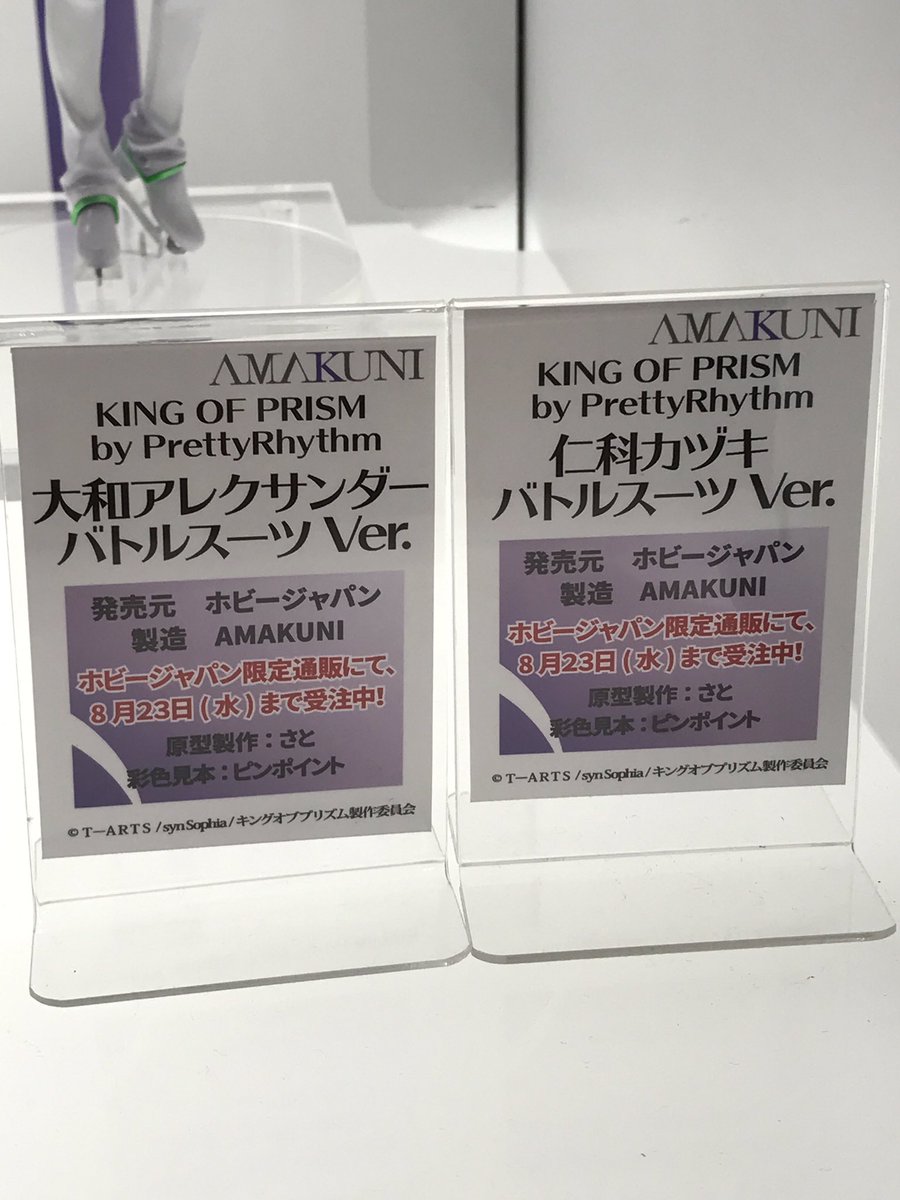 AMAKUNI
KING OF PRISM
by PrettyRhythm
大和アレクサンダー
バトルスーツ Ver.
発売元　ホビージャパン
製造　AMAKUNI
ホビージャパン限定通販にて、
8月23日(水)まで受注中!
原型製作：さと
彩色見本：ピンポイント
© T－ARTS / syn Sophia / キングオブプリズム製作委員会
AMAKUNI
KING OF PRISM
by PrettyRhythm
仁科カヅキ
バトルスーツ Ver.
発売元　ホビージャパン
製造　AMAKUNI
ホビージャパン限定通販にて、
8月23日(水)まで受注中!
原型製作：さと
彩色見本：ピンポイント
© T－ARTS / syn Sophia / キングオブプリズム製作委員会